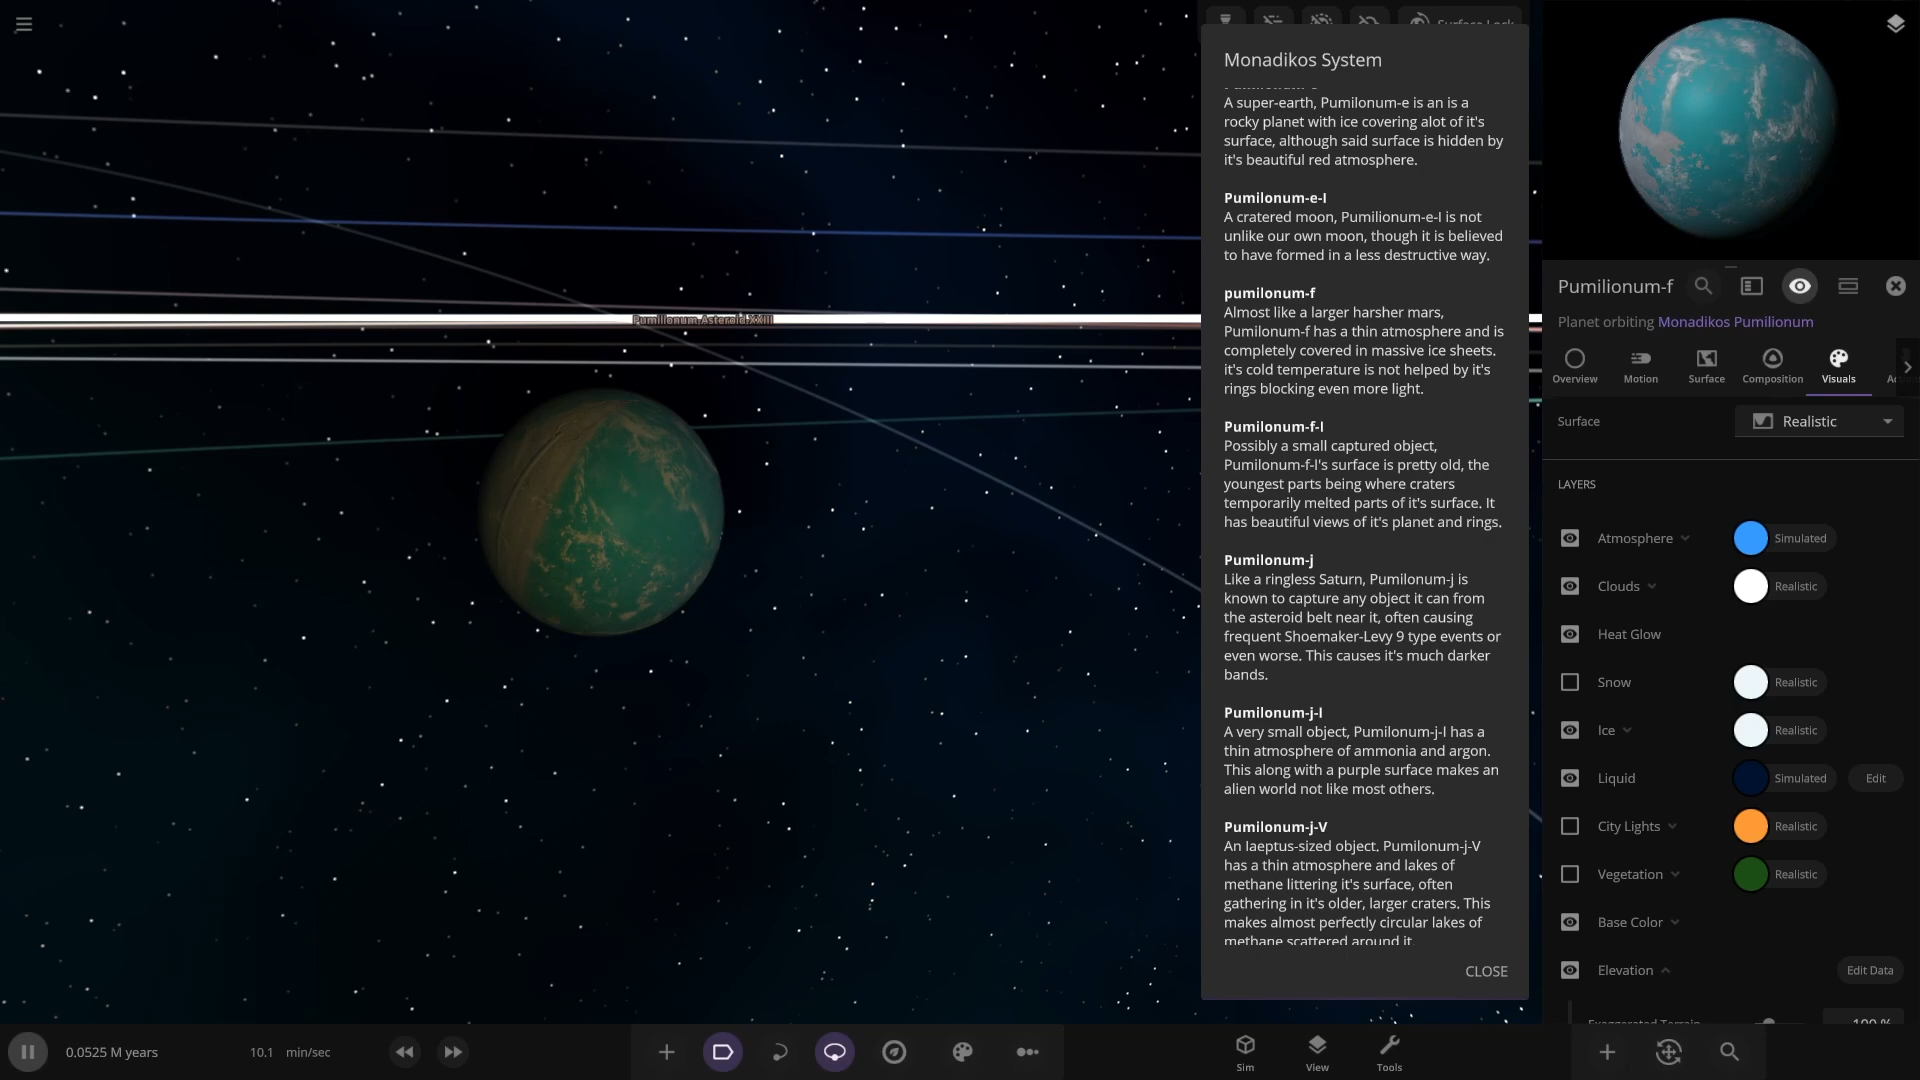 Surface Lock
Monadikos System
A super-earth, Pumilonum-e is an is a
rocky planet with ice covering alot of it's
surface, although said surface is hidden by
it's beautiful red atmosphere.
Pumilonum-e-I
A cratered moon, Pumilionum-e-I is not
unlike our own moon, though it is believed
to have formed in a less destructive way.
pumilonum-f
Almost like a larger harsher mars,
Pumilonum-f has a thin atmosphere and is
completely covered in massive ice sheets.
it's cold temperature is not helped by it's
rings blocking even more light.
Pumilonum-f-I
Possibly a small captured object,
Pumilonum-f-I's surface is pretty old, the
youngest parts being where craters
temporarily melted parts of it's surface. It
has beautiful views of it's planet and rings.
Pumilonum-j
Like a ringless Saturn, Pumilonum-j is
known to capture any object it can from
the asteroid belt near it, often causing
frequent Shoemaker-Levy 9 type events or
even worse. This causes it's much darker
bands.
Pumilonum-j-I
A very small object, Pumilonum-j-I has a
thin atmosphere of ammonia and argon.
This along with a purple surface makes an
alien world not like most others.
Pumilonum-j-V
An Iaeptus-sized object, Pumilonum-j-V
has a thin atmosphere and lakes of
methane littering it's surface, often
gathering in it's older, larger craters. This
makes almost perfectly circular lakes of
methane scattered around it.
CLOSE
Pumilionum-Asteroid-XXIII
Pumilionum-f
Planet orbiting Monadikos Pumilionum
Overview
Motion
Surface
Composition
Visuals
Surface
Realistic
LAYERS
Atmosphere
Simulated
Clouds
Realistic
Heat Glow
Snow
Realistic
Ice
Realistic
Liquid
Simulated
Edit
City Lights
Realistic
Vegetation
Realistic
Base Color
Elevation
Edit Data
Exaggerated Terrain
100 %
0.0525 M years
10.1 min/sec
Sim
View
Tools